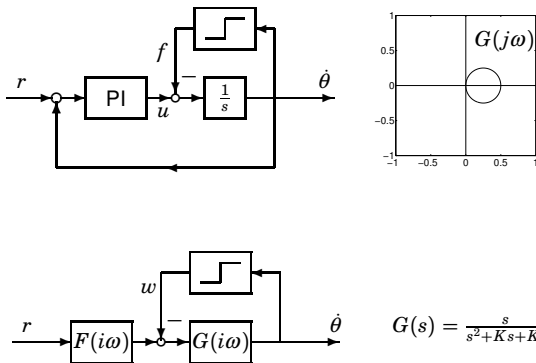 f
r
PI
u
−
1/s
θ̇
G(jω)
1
0.5
0
−0.5
−1
−1 −0.5 0 0.5 1
w
−
r
F(iω)
G(iω)
θ̇
G(s) = s/(s²+Ks+K